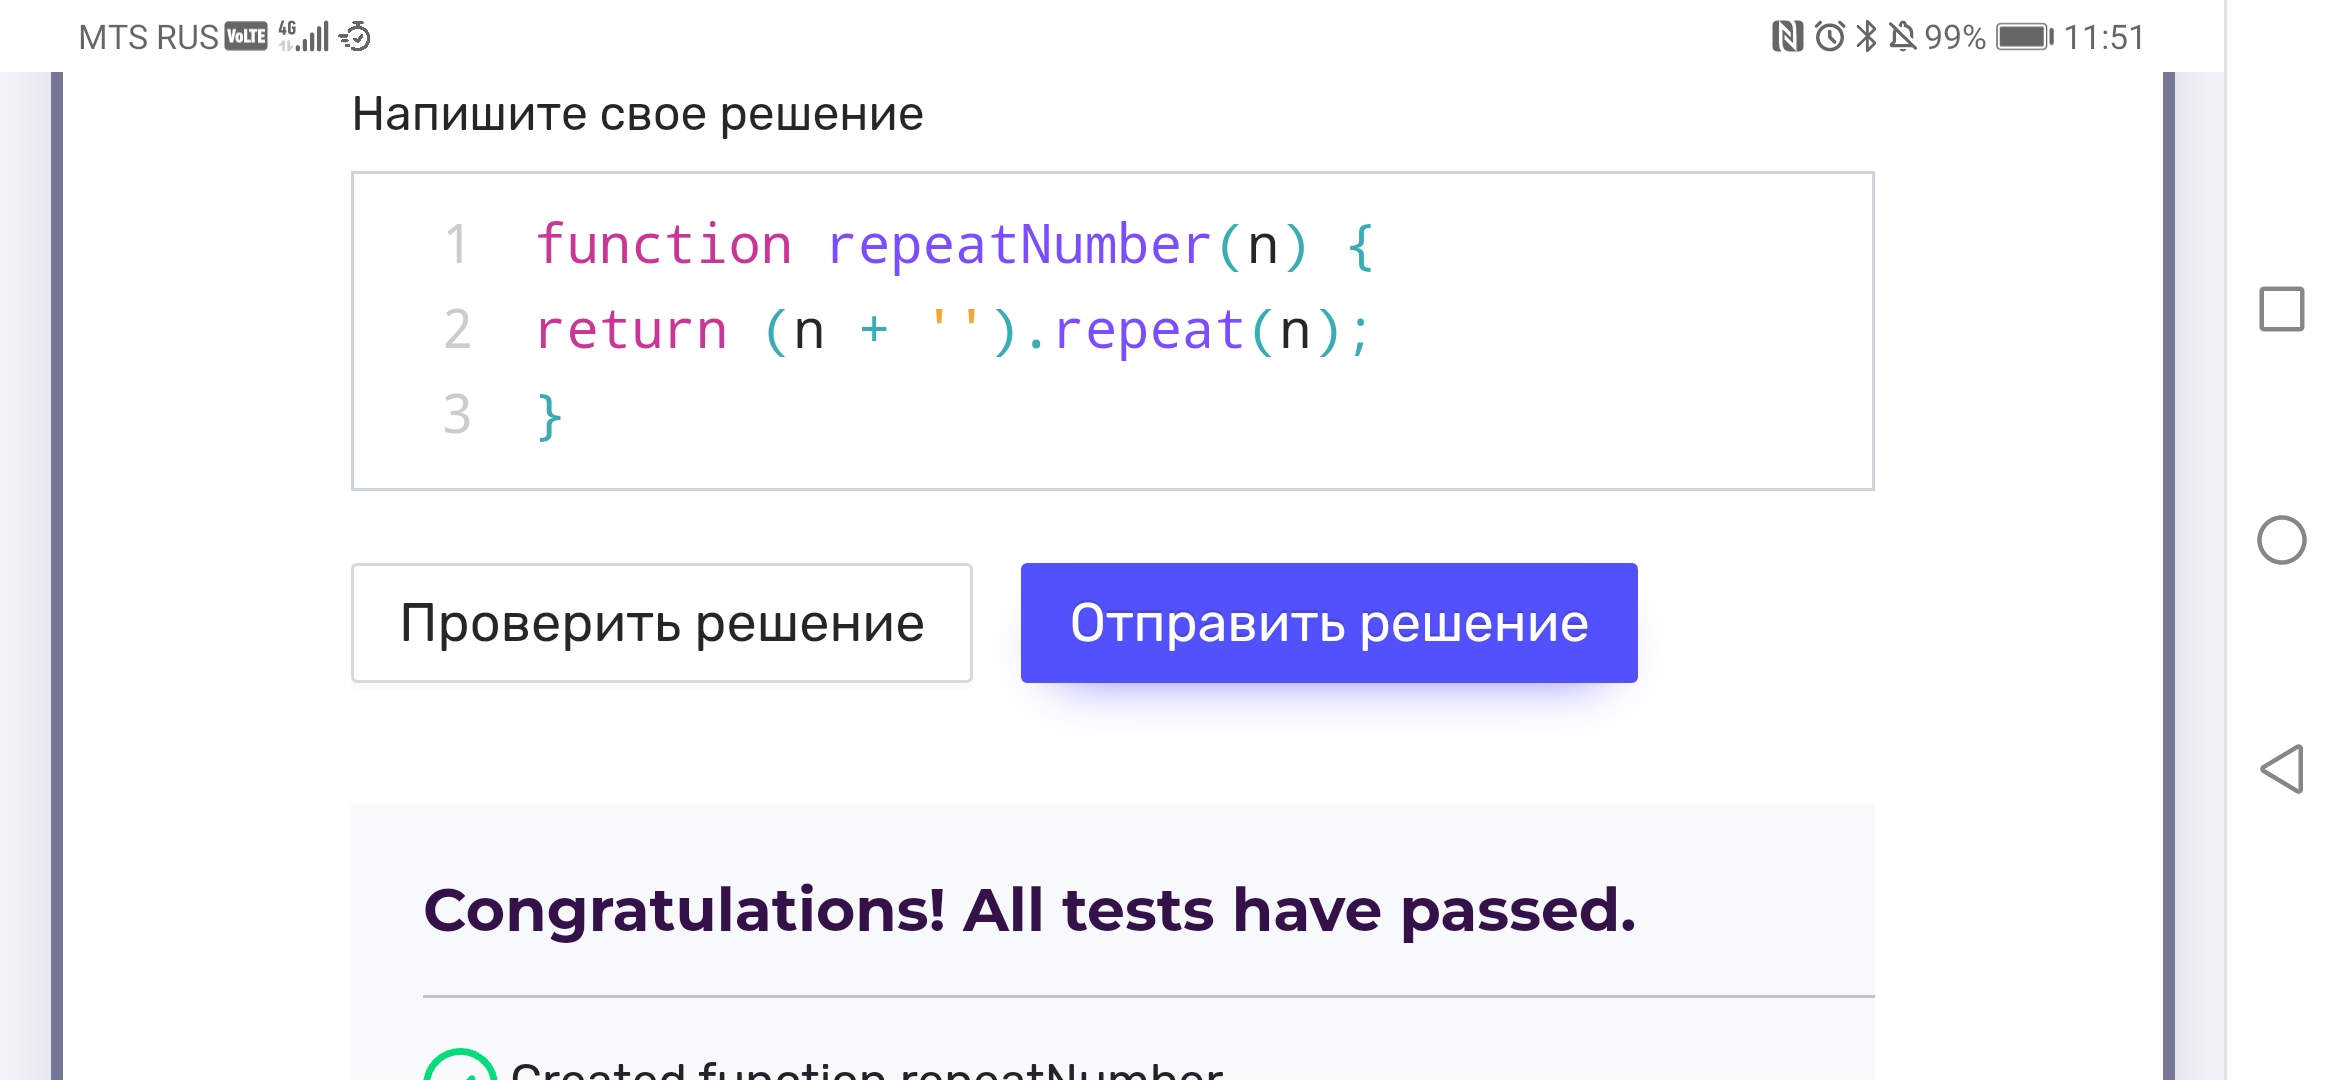 MTS RUS VoLTE 4G 99% 11:51
Напишите свое решение
1 function repeatNumber(n) {
2 return (n + '').repeat(n);
3 }
Проверить решение Отправить решение
Congratulations! All tests have passed.
Created function repeatNumber